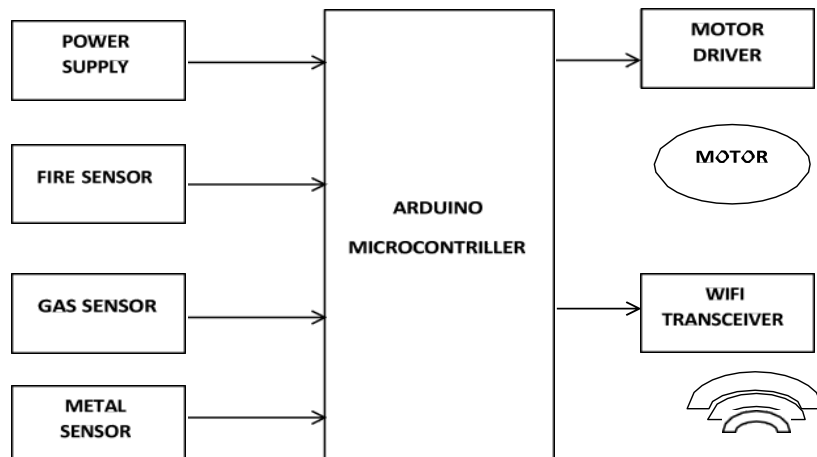 POWER
SUPPLY
FIRE SENSOR
GAS SENSOR
METAL
SENSOR
ARDUINO
MICROCONTRILLER
MOTOR
DRIVER
MOTOR
WIFI
TRANSCEIVER